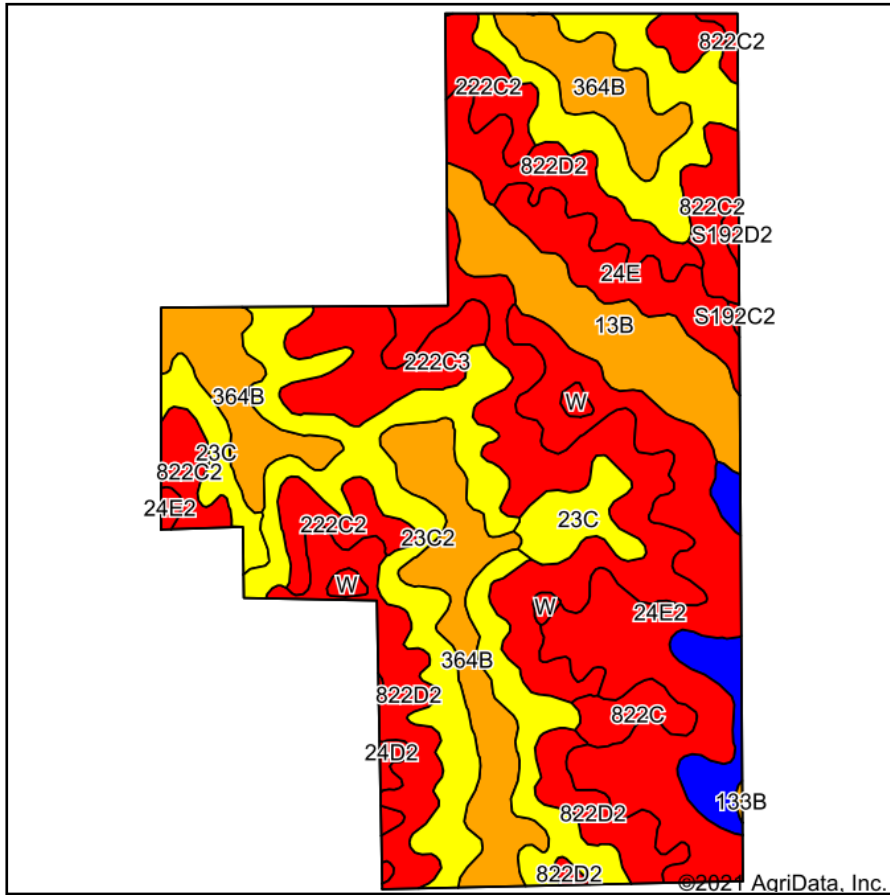 822C2
222C2
364B
822D2
822C2
S192D2
24E
S192C2
13B
222C3
364B
W
23C
822C2
24E2
222C2
23C
23C2
W
W
24E2
364B
822D2
822C
24D2
133B
822D2
822D2
©2021 AgriData, Inc.